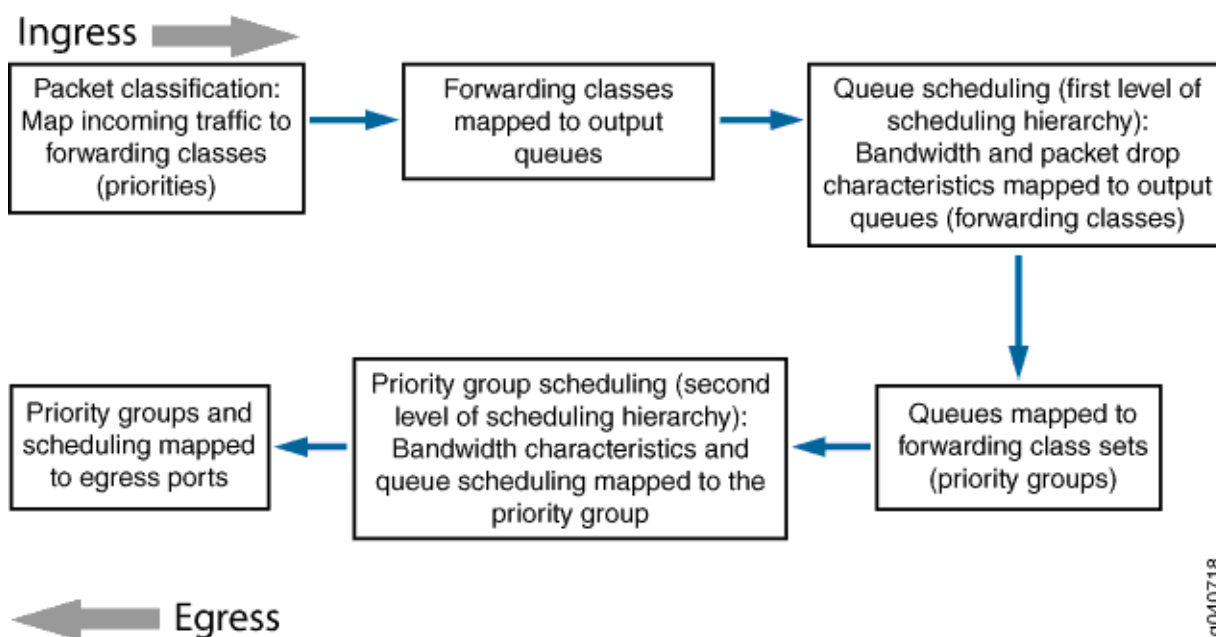 Ingress
Packet classification:
Map incoming traffic to
forwarding classes
(priorities)
Forwarding classes
mapped to output
queues
Queue scheduling (first level of
scheduling hierarchy):
Bandwidth and packet drop
characteristics mapped to output
queues (forwarding classes)
Queues mapped to
forwarding class sets
(priority groups)
Priority group scheduling (second
level of scheduling hierarchy):
Bandwidth characteristics and
queue scheduling mapped to the
priority group
Priority groups and
scheduling mapped
to egress ports
Egress
g040718